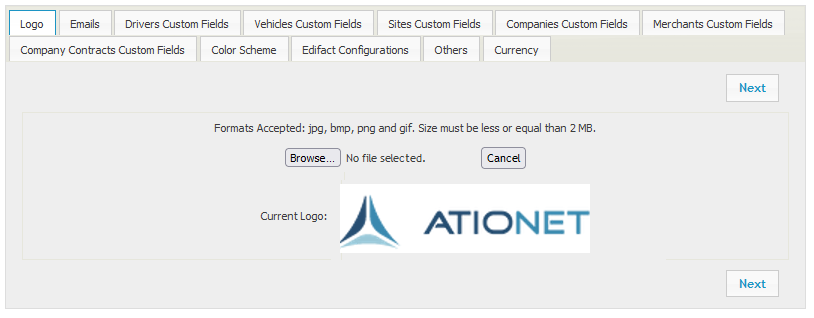 Logo Emails Drivers Custom Fields Vehicles Custom Fields Sites Custom Fields Companies Custom Fields Merchants Custom Fields
Company Contracts Custom Fields Color Scheme Edifact Configurations Others Currency
Next
Formats Accepted: jpg, bmp, png and gif. Size must be less or equal than 2 MB.
Browse... No file selected. Cancel
Current Logo: ATIONET
Next